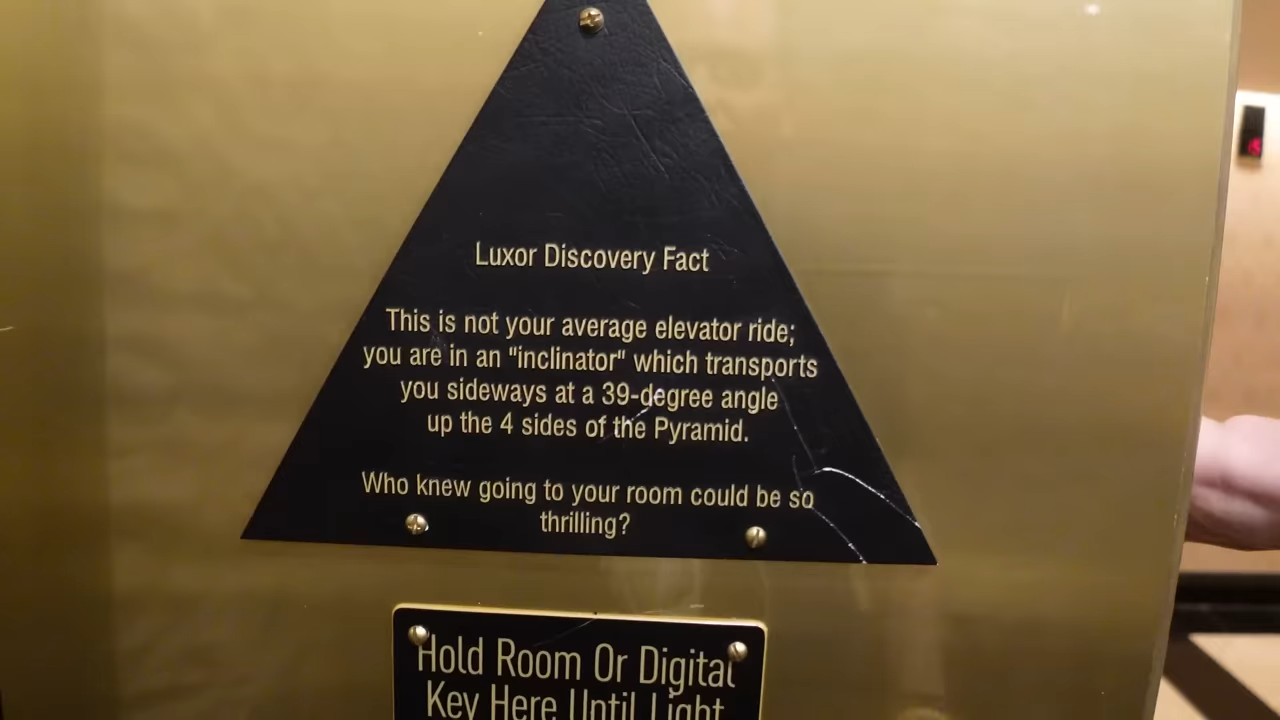 Luxor Discovery Fact
This is not your average elevator ride;
you are in an "inclinator" which transports
you sideways at a 39-degree angle
up the 4 sides of the Pyramid.
Who knew going to your room could be so
thrilling?
Hold Room Or Digital
Key Here Until Light